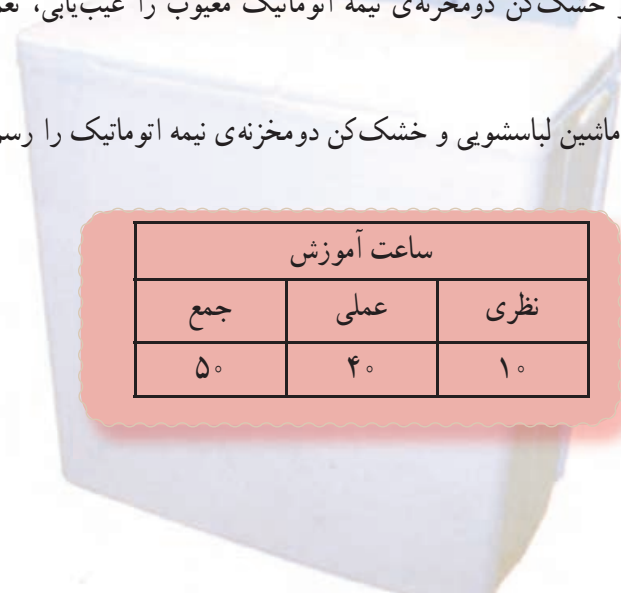 خشک‌کن دومخزنه‌ی نیمه اتوماتیک معیوب را عیب‌یابی،
ماشین لباسشویی و خشک‌کن دومخزنه‌ی نیمه اتوماتیک را
ساعت آموزش
نظری عملی جمع
۱۰ ۴۰ ۵۰